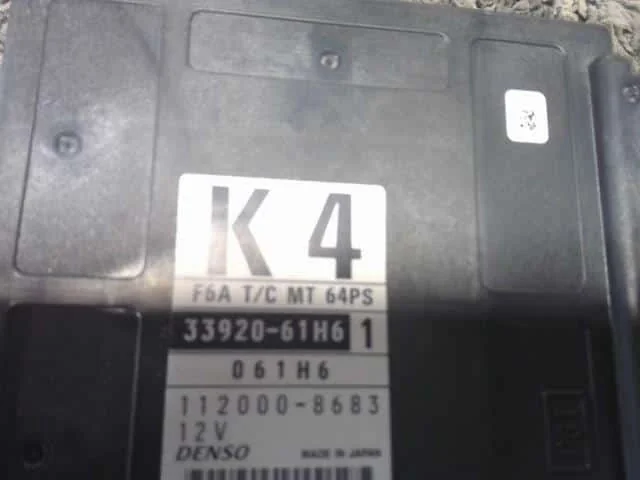 K4
F6A T/C MT 64PS
33920-61H6 1
061H6
112000-8683
12V
DENSO MADE IN JAPAN